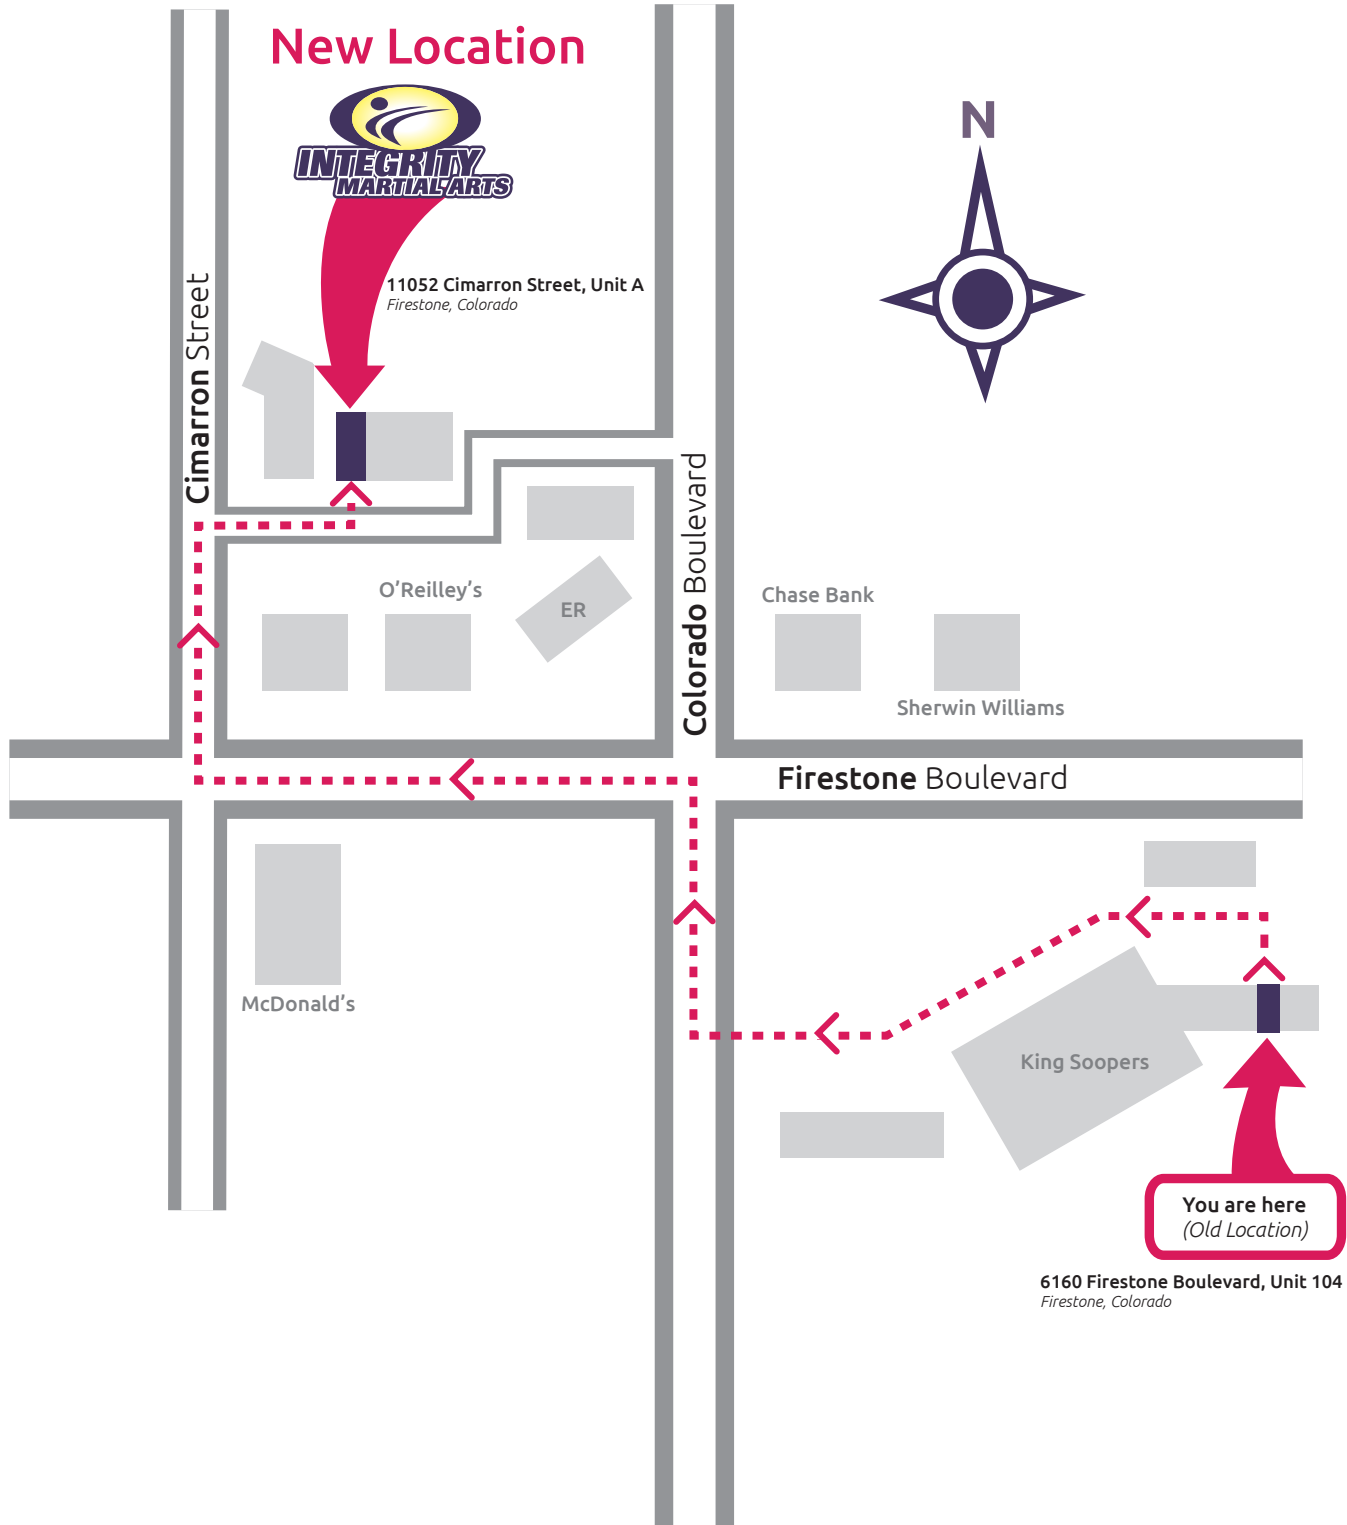 New Location
N
INTEGRITY
MARTIAL ARTS
11052 Cimarron Street, Unit A
Firestone, Colorado
Cimarron Street
Colorado Boulevard
O'Reilley's
ER
Chase Bank
Sherwin Williams
Firestone Boulevard
McDonald's
King Soopers
You are here
(Old Location)
6160 Firestone Boulevard, Unit 104
Firestone, Colorado